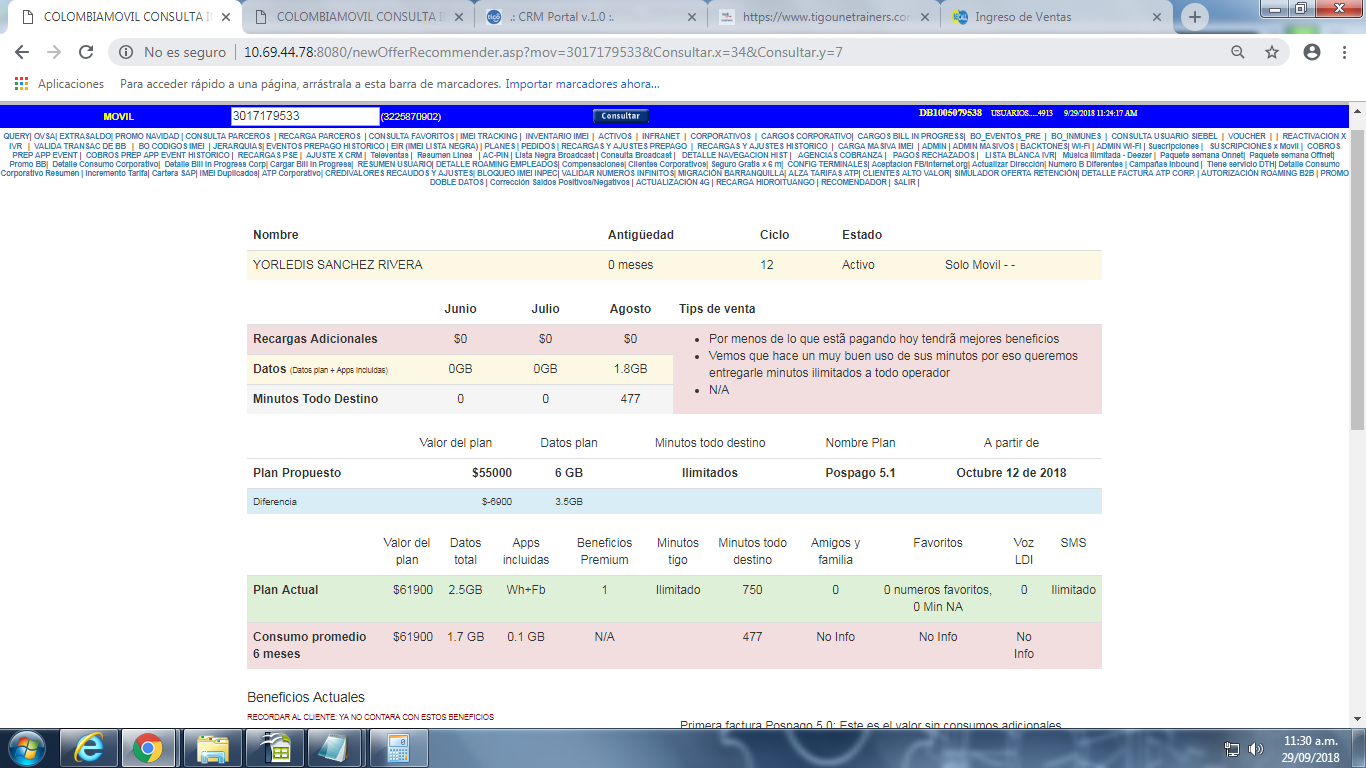 COLOMBIAMOVIL CONSULTA I
COLOMBIAMOVIL CONSULTA I
.: CRM Portal v.1.0 :.
https://www.tigounetrainers.con
Ingreso de Ventas
No es seguro | 10.69.44.78:8080/newOfferRecommender.asp?mov=3017179533&Consultar.x=34&Consultar.y=7
Aplicaciones Para acceder rápido a una página, arrástrala a esta barra de marcadores. Importar marcadores ahora...
MOVIL 3017179533 (3225870902) Consultar DB1005079538 USUARIOS....4913 9/29/2018 11:24:17 AM
QUERY| OVSA| EXTRASALDO| PROMO NAVIDAD | CONSULTA PARCEROS | RECARGA PARCEROS | CONSULTA FAVORITOS | IMEI TRACKING | INVENTARIO IMEI | ACTIVOS | INFRANET | CORPORATIVOS | CARGOS CORPORATIVO| CARGOS BILL IN PROGRESS| BO_EVENTOS_PRE | BO_INMUNES | CONSULTA USUARIO SIEBEL | VOUCHER | | REACTIVACION X
IVR | VALIDA TRANSAC DE BB | BO CODIGOS IMEI | JERARQUIAS| EVENTOS PREPAGO HISTORICO | EIR (IMEI LISTA NEGRA) | PLANES | PEDIDOS | RECARGAS Y AJUSTES PREPAGO | RECARGAS Y AJUSTES HISTORICO | CARGA MASIVA IMEI | ADMIN | ADMIN MASIVOS | BACKTONES| WI-FI | ADMIN WI-FI | Suscripciones | SUSCRIPCIONES x Movil | COBROS
PREP APP EVENT | COBROS PREP APP EVENT HISTORICO | RECARGAS PSE | AJUSTE X CRM | Televentas | Resumen Linea | AC-PIN | Lista Negra Broadcast | Consulta Broadcast | DETALLE NAVEGACION HIST | AGENCIAS COBRANZA | PAGOS RECHAZADOS | LISTA BLANCA IVR| Música Ilimitada - Deezer | Paquete semana Onnet| Paquete semana Offnet|
Promo BB| Detalle Consumo Corporativo| Detalle Bill In Progress Corp| Cargar Bill In Progress| RESUMEN USUARIO| DETALLE ROAMING EMPLEADOS| Compensaciones| Clientes Corporativos| Seguro Gratis x 6 m| CONFIG TERMINALES| Aceptacion FB/Internet.org| Actualizar Dirección| Numero B Diferentes | Campañas Inbound | Tiene servicio DTH| Detalle Consumo
Corporativo Resumen | Incremento Tarifa| Cartera SAP| IMEI Duplicados| ATP Corporativo| CREDIVALORES RECAUDOS Y AJUSTES| BLOQUEO IMEI INPEC| VALIDAR NUMEROS INFINITOS| MIGRACIÓN BARRANQUILLA| ALZA TARIFAS ATP| CLIENTES ALTO VALOR| SIMULADOR OFERTA RETENCIÓN| DETALLE FACTURA ATP CORP. | AUTORIZACIÓN ROAMING B2B | PROMO
DOBLE DATOS | Corrección Saldos Positivos/Negativos | ACTUALIZACIÓN 4G | RECARGA HIDROITUANGO | RECOMENDADOR | SALIR |
Nombre Antigüedad Ciclo Estado
YORLEDIS SANCHEZ RIVERA 0 meses 12 Activo Solo Movil - -
Junio Julio Agosto Tips de venta
Recargas Adicionales $0 $0 $0
Datos (Datos plan + Apps Incluidas) 0GB 0GB 1.8GB
Minutos Todo Destino 0 0 477
• Por menos de lo que estã pagando hoy tendrã mejores beneficios
• Vemos que hace un muy buen uso de sus minutos por eso queremos
entregarle minutos ilimitados a todo operador
• N/A
Valor del plan Datos plan Minutos todo destino Nombre Plan A partir de
Plan Propuesto $55000 6 GB Ilimitados Pospago 5.1 Octubre 12 de 2018
Diferencia $-6900 3.5GB
Valor del plan Datos total Apps incluidas Beneficios Premium Minutos tigo Minutos todo destino Amigos y familia Favoritos Voz LDI SMS
Plan Actual $61900 2.5GB Wh+Fb 1 Ilimitado 750 0 0 numeros favoritos, 0 Min NA 0 Ilimitado
Consumo promedio 6 meses $61900 1.7 GB 0.1 GB N/A 477 No Info No Info No Info
Beneficios Actuales
RECORDAR AL CLIENTE: YA NO CONTARA CON ESTOS BENEFICIOS
Primera factura Pospago 5.0: Este es el valor sin consumos adicionales
11:30 a.m.
29/09/2018